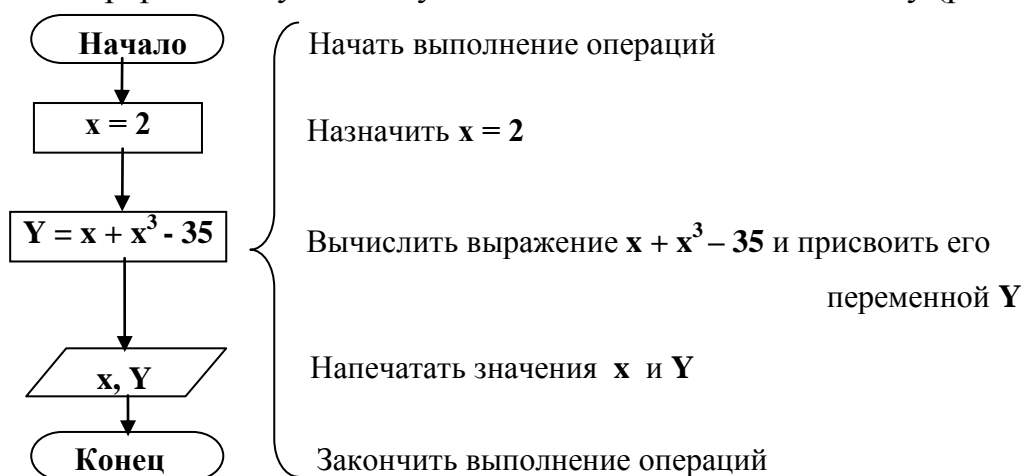 Начало
Начать выполнение операций
x = 2
Назначить x = 2
Y = x + x³ - 35
Вычислить выражение x + x³ – 35 и присвоить его
переменной Y
x, Y
Напечатать значения x и Y
Конец
Закончить выполнение операций